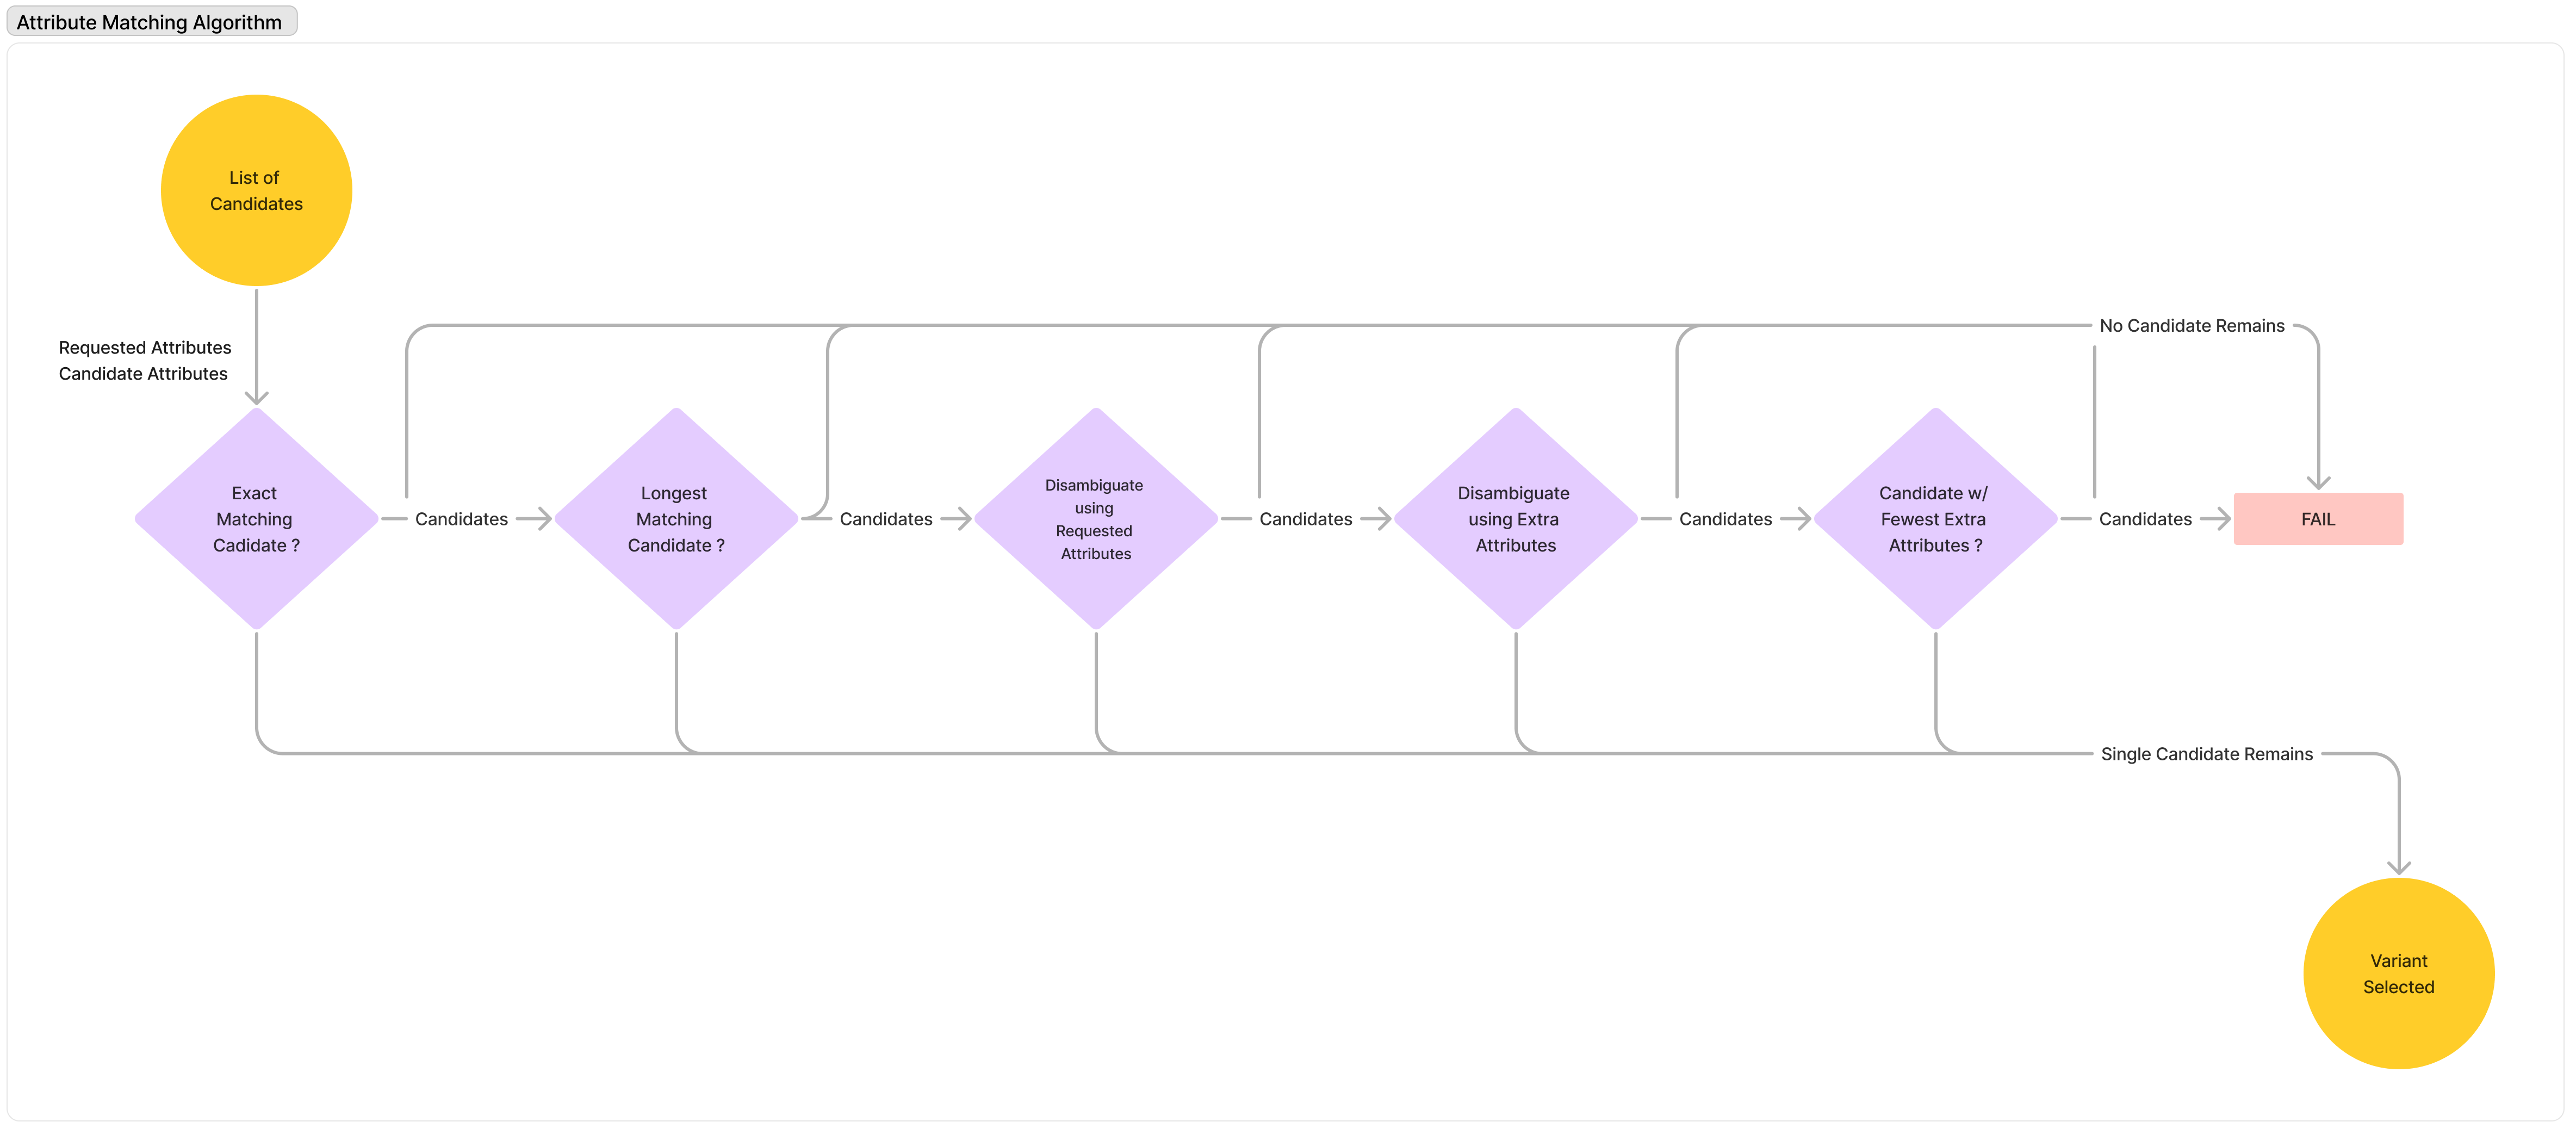 Attribute Matching Algorithm
List of
Candidates
Requested Attributes
Candidate Attributes
No Candidate Remains
Exact
Matching
Cadidate ?
Candidates
Longest
Matching
Candidate ?
Candidates
Disambiguate
using
Requested
Attributes
Candidates
Disambiguate
using Extra
Attributes
Candidates
Candidate w/
Fewest Extra
Attributes ?
Candidates
FAIL
Single Candidate Remains
Variant
Selected